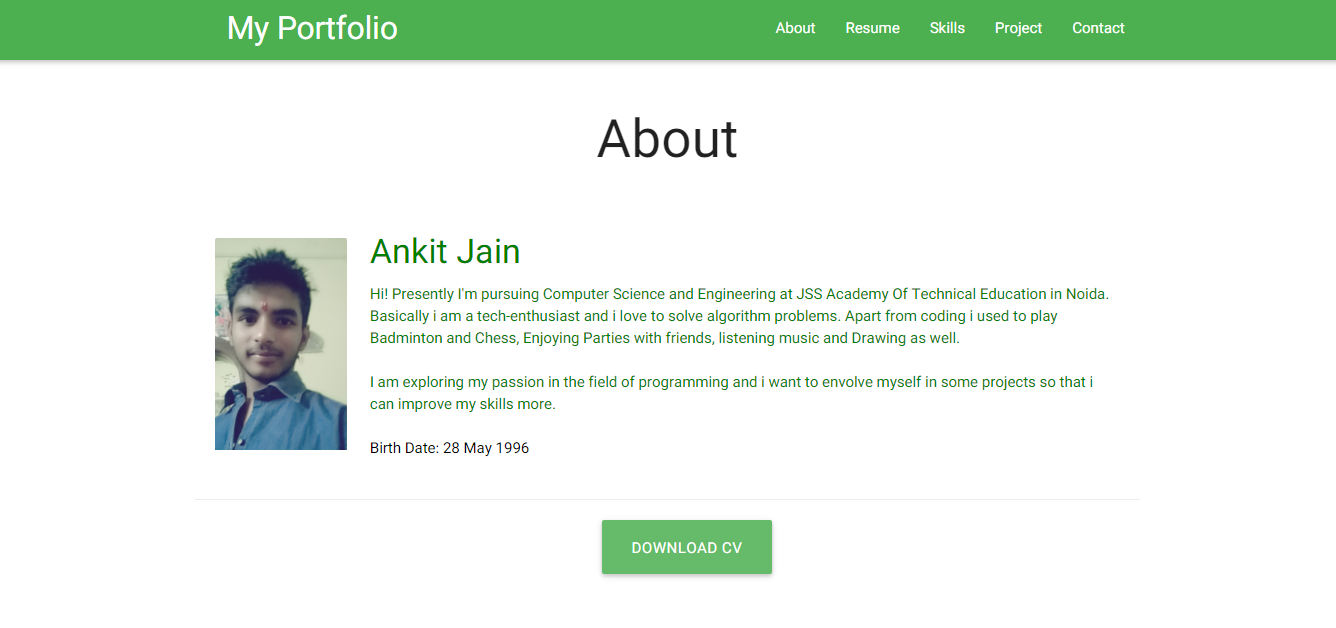 My Portfolio
About Resume Skills Project Contact
About
Ankit Jain
Hi! Presently I'm pursuing Computer Science and Engineering at JSS Academy Of Technical Education in Noida.
Basically i am a tech-enthusiast and i love to solve algorithm problems. Apart from coding i used to play
Badminton and Chess, Enjoying Parties with friends, listening music and Drawing as well.
I am exploring my passion in the field of programming and i want to envolve myself in some projects so that i
can improve my skills more.
Birth Date: 28 May 1996
DOWNLOAD CV